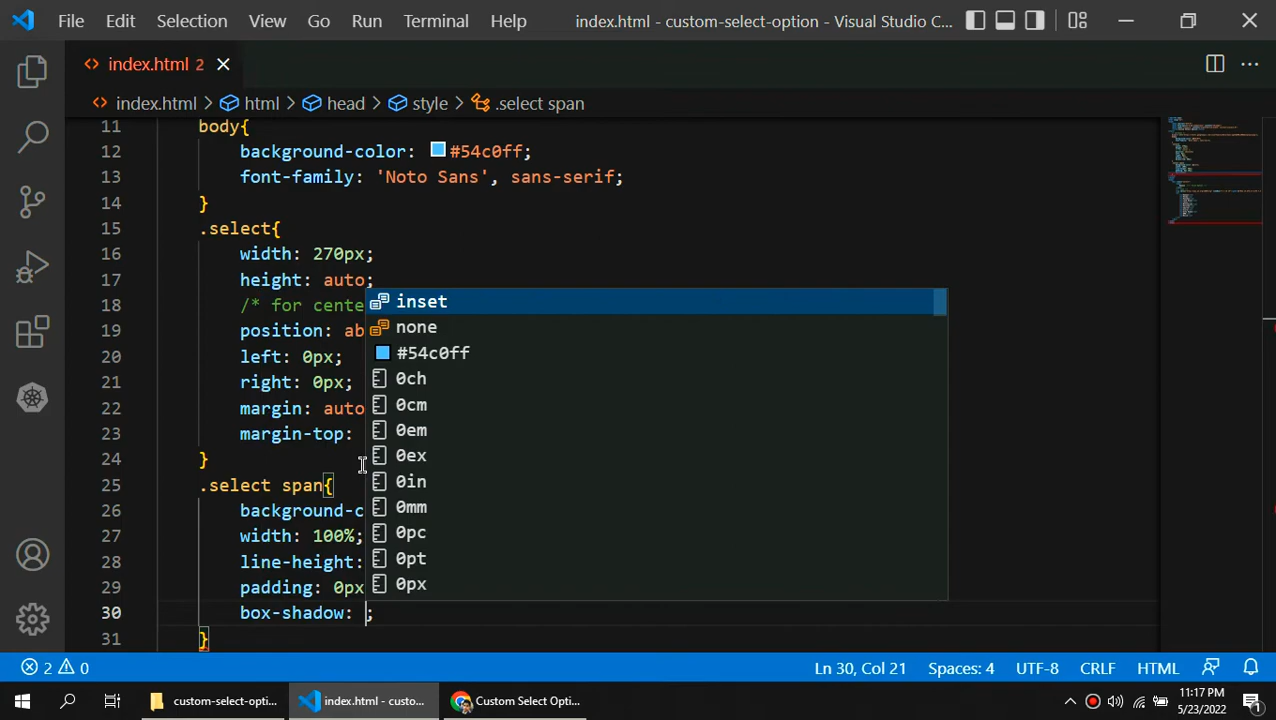 File Edit Selection View Go Run Terminal Help index.html - custom-select-option - Visual Studio C...
index.html 2
index.html > html > head > style > .select span
11 body{
12 background-color: #54c0ff;
13 font-family: 'Noto Sans', sans-serif;
14 }
15 .select{
16 width: 270px;
17 height: auto;
18 /* for cente
19 position: ab
20 left: 0px;
21 right: 0px;
22 margin: auto
23 margin-top:
24 }
25 .select span{
26 background-c
27 width: 100%;
28 line-height:
29 padding: 0px
30 box-shadow: ;
31 }
inset
none
#54c0ff
0ch
0cm
0em
0ex
0in
0mm
0pc
0pt
0px
2 0 Ln 30, Col 21 Spaces: 4 UTF-8 CRLF HTML
custom-select-opti... index.html - custo... Custom Select Opti... 11:17 PM
5/23/2022
1